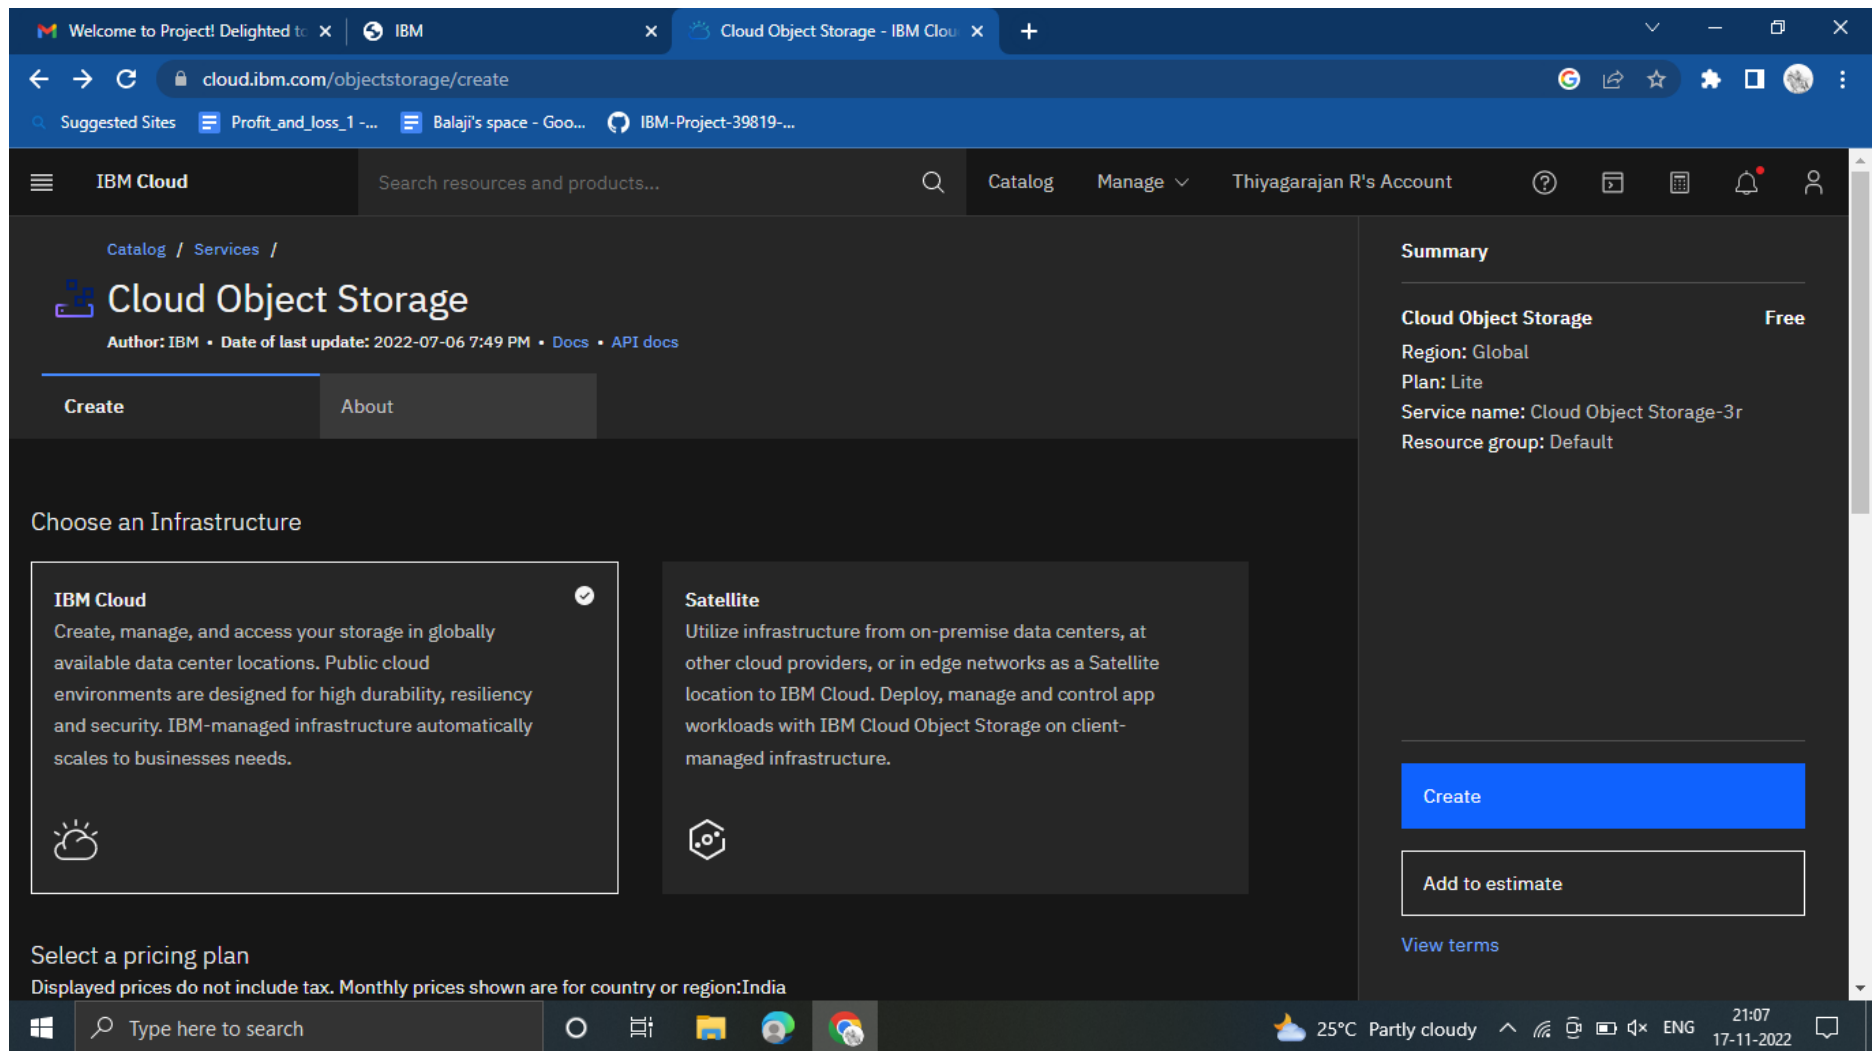 Welcome to Project! Delighted to
IBM
Cloud Object Storage - IBM Clou
cloud.ibm.com/objectstorage/create
Suggested Sites
Profit_and_loss_1 -...
Balaji's space - Goo...
IBM-Project-39819-...
IBM Cloud
Search resources and products...
Catalog
Manage
Thiyagarajan R's Account
Catalog / Services /
Cloud Object Storage
Author: IBM • Date of last update: 2022-07-06 7:49 PM • Docs • API docs
Create
About
Choose an Infrastructure
IBM Cloud
Create, manage, and access your storage in globally
available data center locations. Public cloud
environments are designed for high durability, resiliency
and security. IBM-managed infrastructure automatically
scales to businesses needs.
Satellite
Utilize infrastructure from on-premise data centers, at
other cloud providers, or in edge networks as a Satellite
location to IBM Cloud. Deploy, manage and control app
workloads with IBM Cloud Object Storage on client-
managed infrastructure.
Select a pricing plan
Displayed prices do not include tax. Monthly prices shown are for country or region:India
Summary
Cloud Object Storage Free
Region: Global
Plan: Lite
Service name: Cloud Object Storage-3r
Resource group: Default
Create
Add to estimate
View terms
Type here to search
25°C Partly cloudy
ENG
21:07
17-11-2022